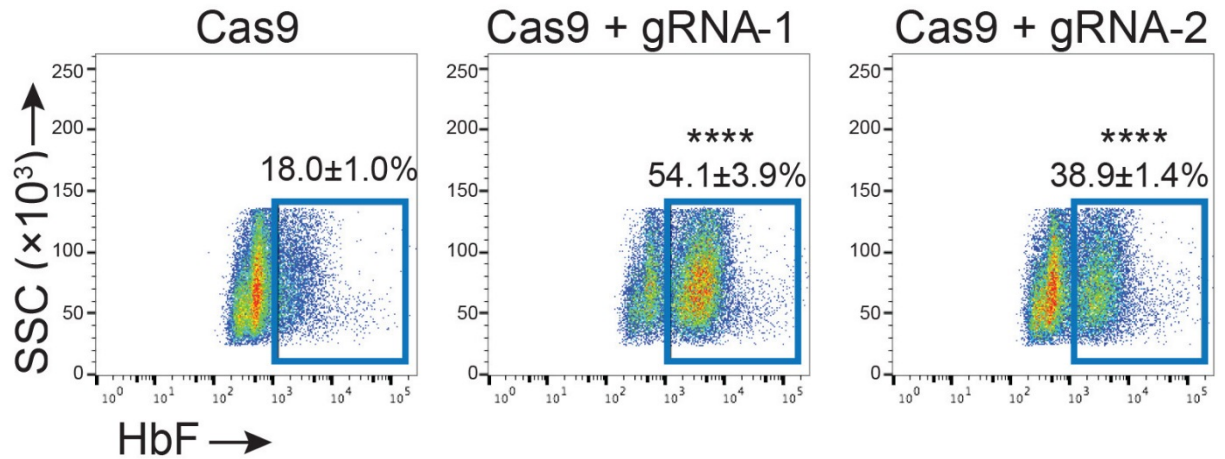 Cas9
Cas9 + gRNA-1
Cas9 + gRNA-2
SSC (×10³)
250
200
150
100
50
0
18.0±1.0%
10⁰ 10¹ 10² 10³ 10⁴ 10⁵
250
200
150
100
50
0
****
54.1±3.9%
10⁰ 10¹ 10² 10³ 10⁴ 10⁵
250
200
150
100
50
0
****
38.9±1.4%
10⁰ 10¹ 10² 10³ 10⁴ 10⁵
HbF